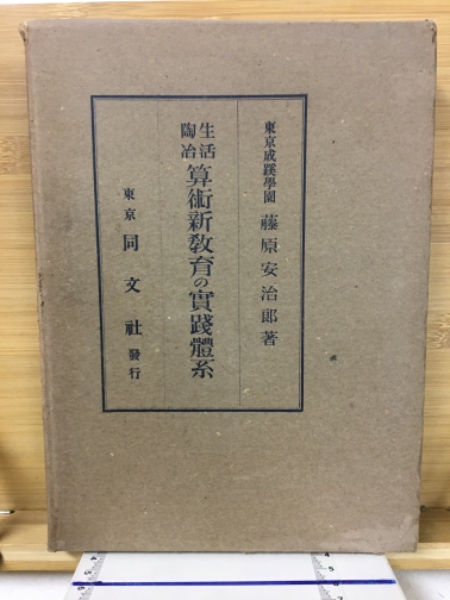 東京成蹊學園 藤原安治郎著
生活陶冶 算術新敎育の實踐體系
東京 同文社發行